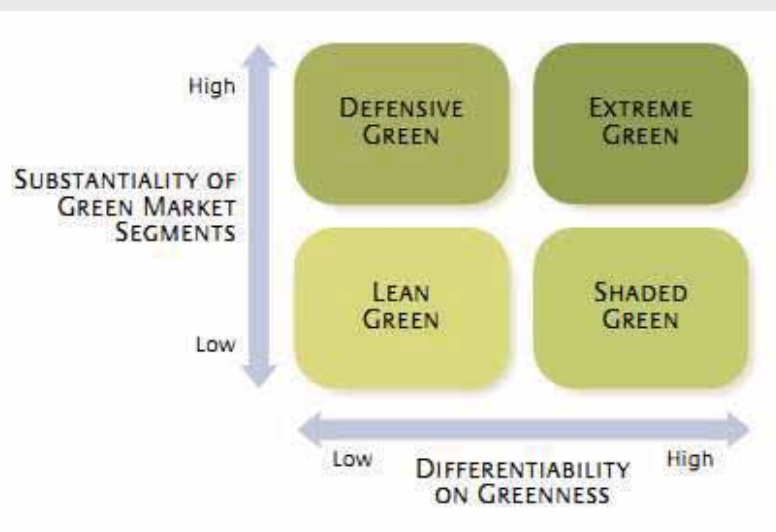 High
DEFENSIVE
GREEN
EXTREME
GREEN
SUBSTANTIALITY OF
GREEN MARKET
SEGMENTS
LEAN
GREEN
SHADED
GREEN
Low
Low
High
DIFFERENTIABILITY
ON GREENNESS